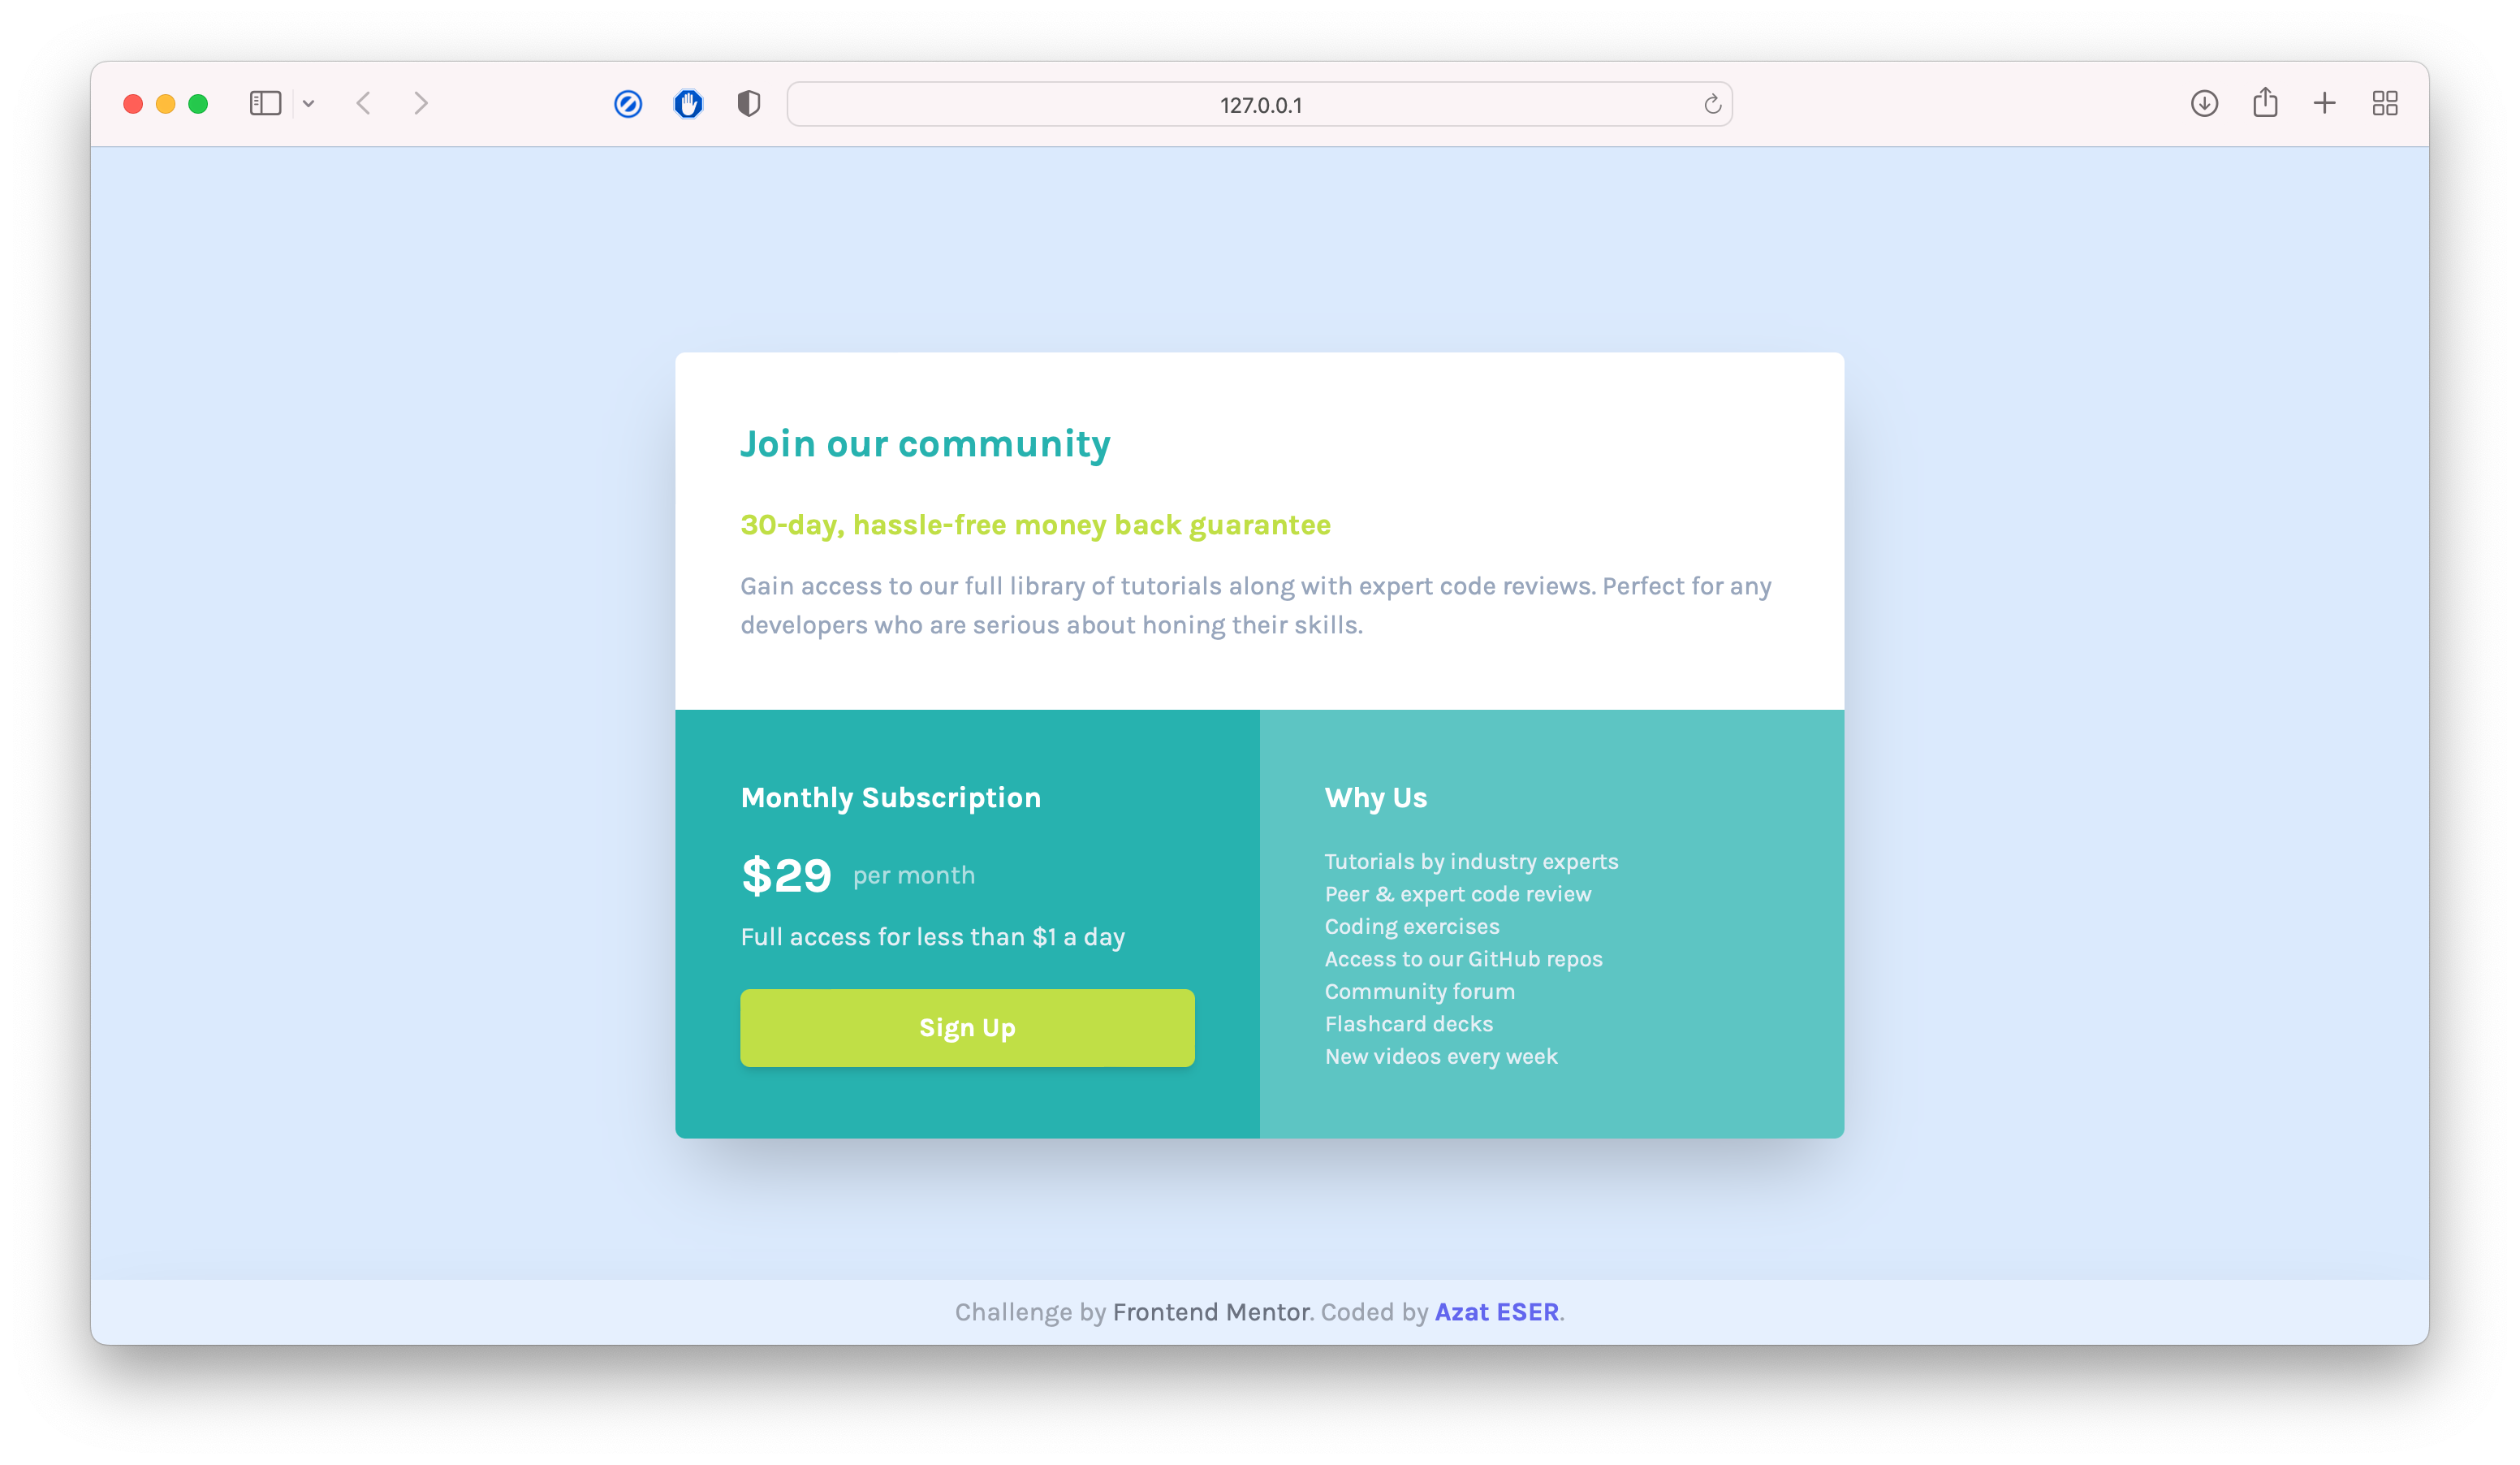 127.0.0.1
Join our community
30-day, hassle-free money back guarantee
Gain access to our full library of tutorials along with expert code reviews. Perfect for any
developers who are serious about honing their skills.
Monthly Subscription
$29 per month
Full access for less than $1 a day
Sign Up
Why Us
Tutorials by industry experts
Peer & expert code review
Coding exercises
Access to our GitHub repos
Community forum
Flashcard decks
New videos every week
Challenge by Frontend Mentor. Coded by Azat ESER.